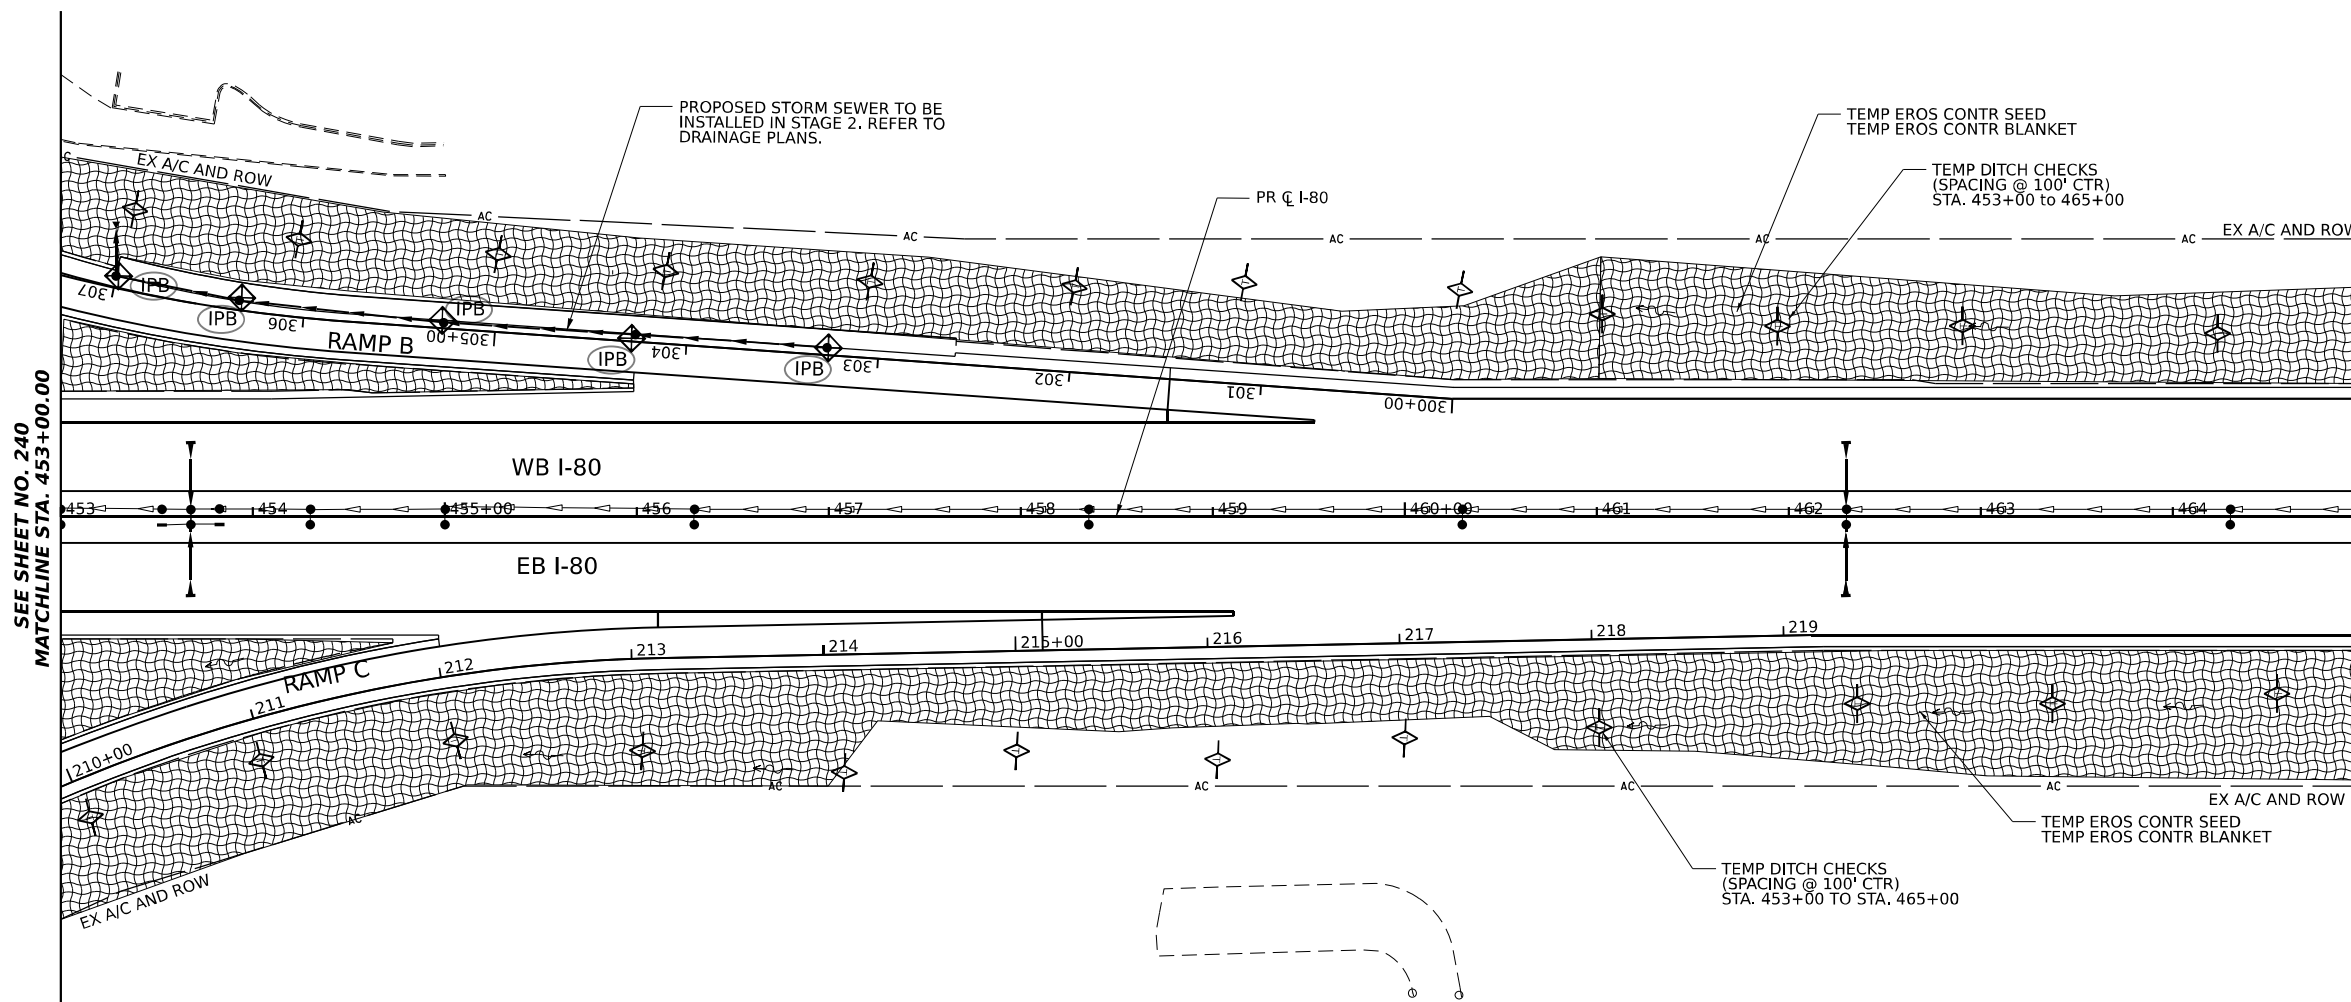 PROPOSED STORM SEWER TO BE
INSTALLED IN STAGE 2. REFER TO
DRAINAGE PLANS.
TEMP EROS CONTR SEED
TEMP EROS CONTR BLANKET
TEMP DITCH CHECKS
(SPACING @ 100' CTR)
STA. 453+00 to 465+00
PR ℄ I-80
EX A/C AND ROW
C
AC
AC
AC
AC
AC
EX A/C AND ROW
IPB
IPB
IPB
IPB
IPB
307
306
305+00
304
303
302
301
300+00
RAMP B
SEE SHEET NO. 240
MATCHLINE STA. 453+00.00
WB I-80
453
454
455+00
456
457
458
459
460+00
461
462
463
464
EB I-80
RAMP C
210+00
211
212
213
214
215+00
216
217
218
219
AC
AC
AC
AC
AC
EX A/C AND ROW
EX A/C AND ROW
TEMP EROS CONTR SEED
TEMP EROS CONTR BLANKET
TEMP DITCH CHECKS
(SPACING @ 100' CTR)
STA. 453+00 TO STA. 465+00